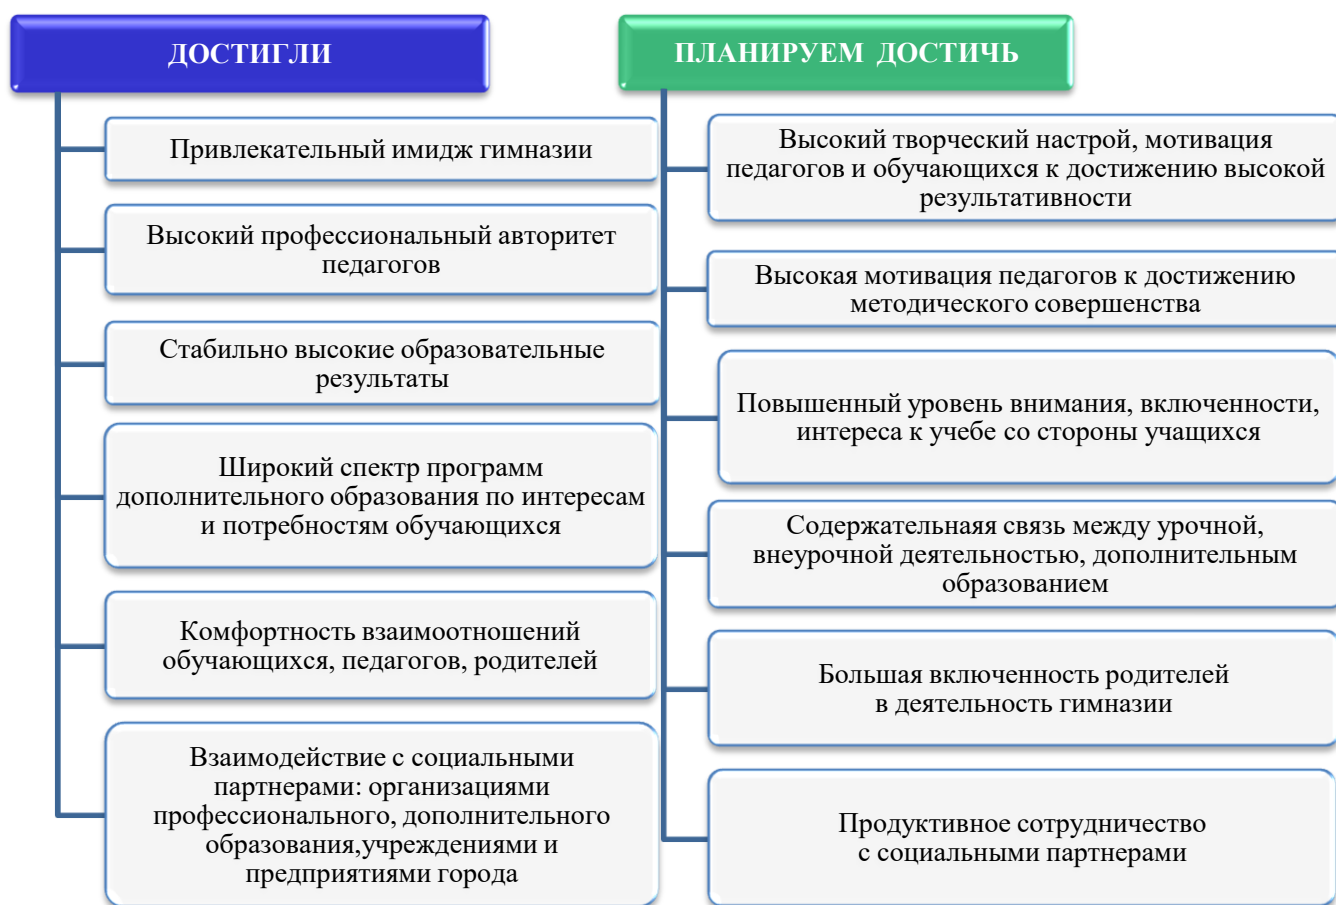 ДОСТИГЛИ
Привлекательный имидж гимназии
Высокий профессиональный авторитет
педагогов
Стабильно высокие образовательные
результаты
Широкий спектр программ
дополнительного образования по интересам
и потребностям обучающихся
Комфортность взаимоотношений
обучающихся, педагогов, родителей
Взаимодействие с социальными
партнерами: организациями
профессионального, дополнительного
образования,учреждениями и
предприятиями города
ПЛАНИРУЕМ ДОСТИЧЬ
Высокий творческий настрой, мотивация
педагогов и обучающихся к достижению высокой
результативности
Высокая мотивация педагогов к достижению
методического совершенства
Повышенный уровень внимания, включенности,
интереса к учебе со стороны учащихся
Содержательнаяя связь между урочной,
внеурочной деятельностью, дополнительным
образованием
Большая включенность родителей
в деятельность гимназии
Продуктивное сотрудничество
с социальными партнерами